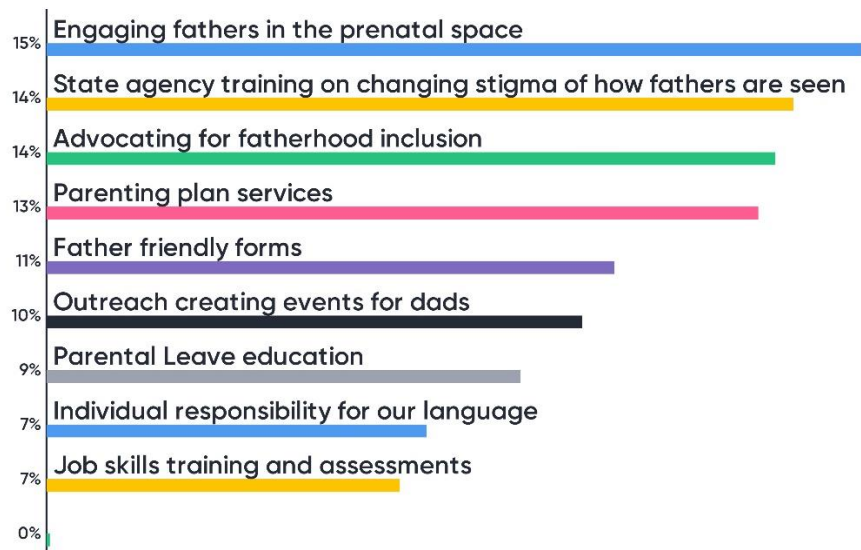 Engaging fathers in the prenatal space
15%
State agency training on changing stigma of how fathers are seen
14%
Advocating for fatherhood inclusion
14%
Parenting plan services
13%
Father friendly forms
11%
Outreach creating events for dads
10%
Parental Leave education
9%
Individual responsibility for our language
7%
Job skills training and assessments
7%
0%